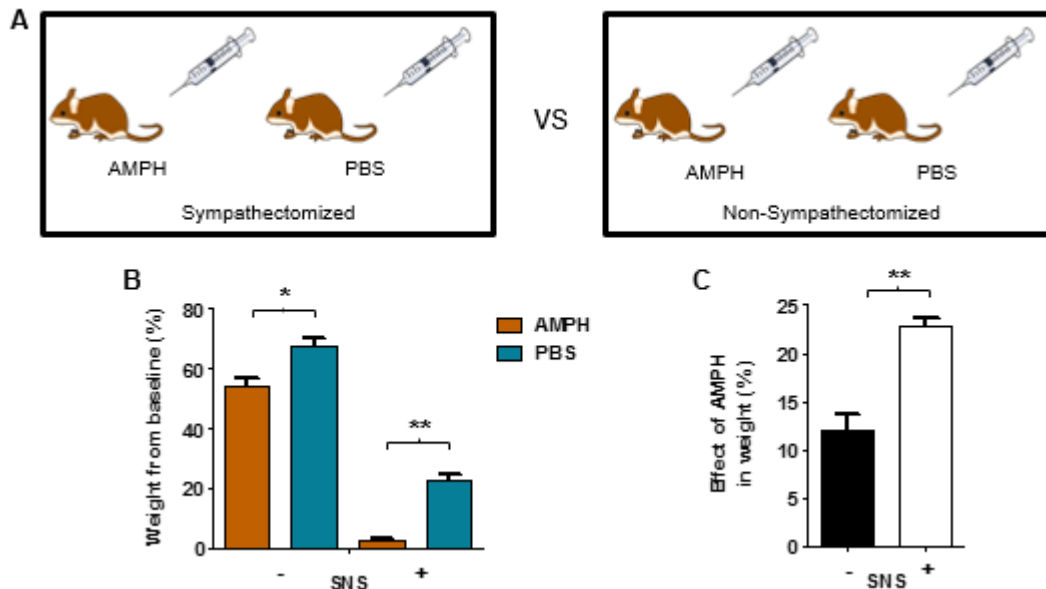 A
VS
AMPH
PBS
Sympathectomized
AMPH
PBS
Non-Sympathectomized
B
Weight from baseline (%)
80
60
40
20
0
*
**
-
+
SNS
AMPH
PBS
C
Effect of AMPH
in weight (%)
25
20
15
10
5
0
**
-
+
SNS